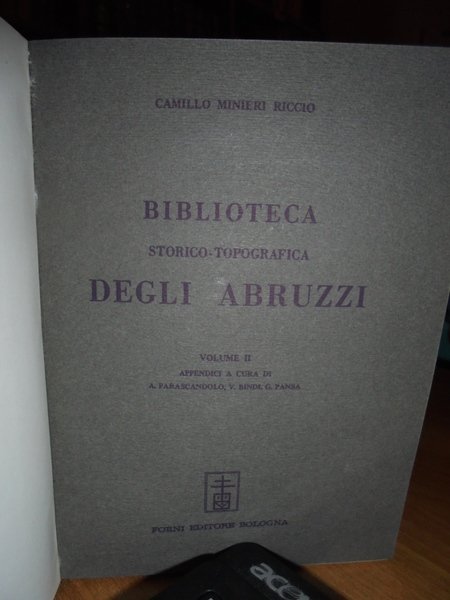 CAMILLO MINIERI RICCIO
BIBLIOTECA
STORICO-TOPOGRAFICA
DEGLI ABRUZZI
VOLUME II
APPENDICI A CURA DI
A. PARASCANDOLO, V. BINDI, G. PANSA
FORNI EDITORE BOLOGNA
acer